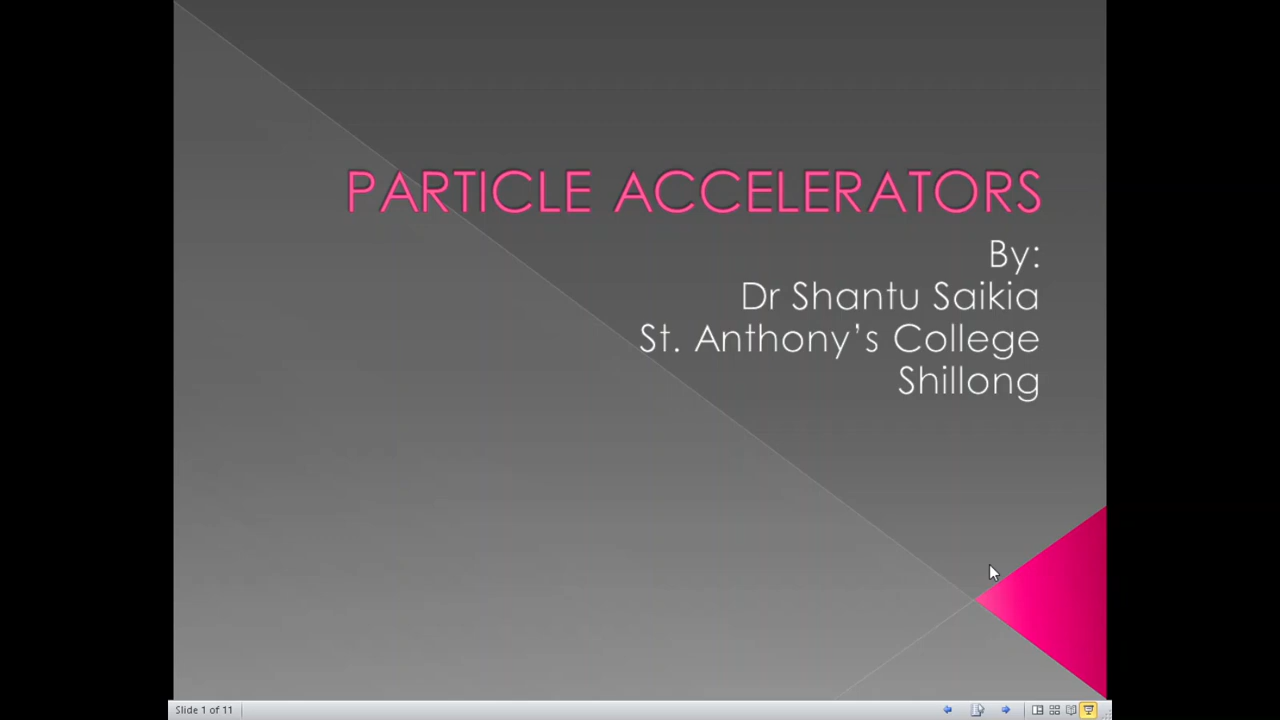 PARTICLE ACCELERATORS
By:
Dr Shantu Saikia
St. Anthony’s College
Shillong
Slide 1 of 11